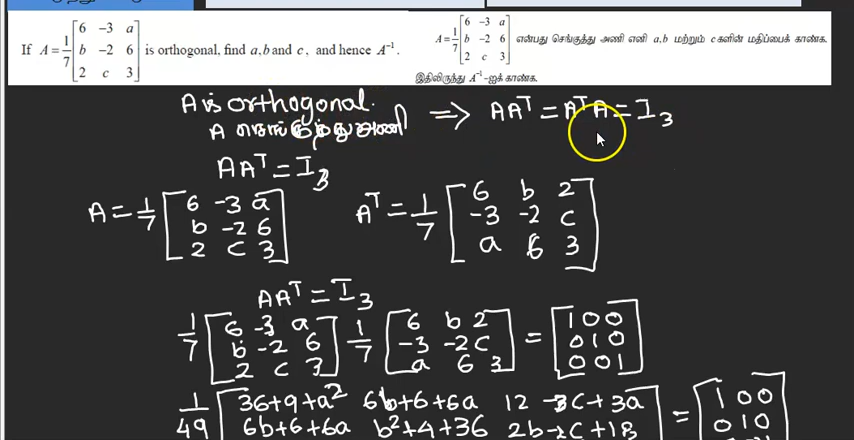 If A = 1/7 [6 −3 a; b −2 6; 2 c 3] is orthogonal, find a, b and c, and hence A⁻¹.
A = 1/7 [6 −3 a; b −2 6; 2 c 3] என்பது செங்குத்து அணி எனில் a, b மற்றும் c களின் மதிப்பைக் காண்க.
இதிலிருந்து A⁻¹-ஐக் காண்க.
A is orthogonal. ⇒ AAᵀ = AᵀA = I₃
A
AAᵀ = I₃
A = 1/7 [6 -3 a; b -2 6; 2 c 3] Aᵀ = 1/7 [6 b 2; -3 -2 c; a 6 3]
AAᵀ = I₃
1/7 [6 -3 a; b -2 6; 2 c 3] 1/7 [6 b 2; -3 -2 c; a 6 3] = [1 0 0; 0 1 0; 0 0 1]
1/49 [36+9+a² 6b+6+6a 12-3c+3a; 6b+6+6a b²+4+36 2b-2c+18] = [1 0 0; 0 1 0; 0 0